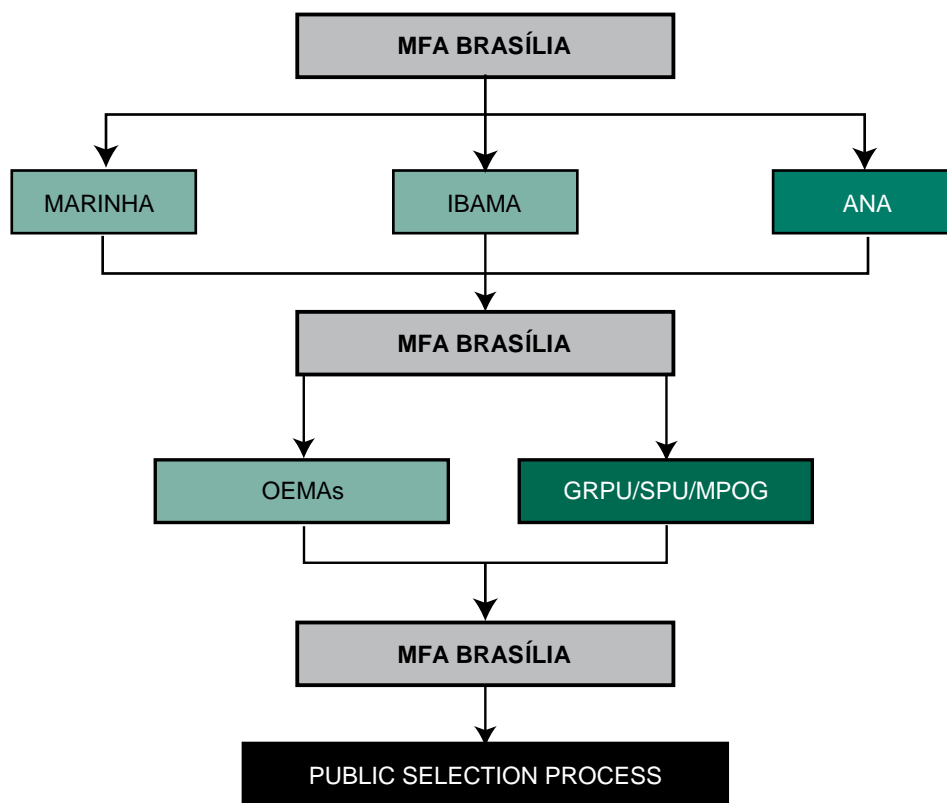 MFA BRASÍLIA
MARINHA
IBAMA
ANA
MFA BRASÍLIA
OEMAs
GRPU/SPU/MPOG
MFA BRASÍLIA
PUBLIC SELECTION PROCESS